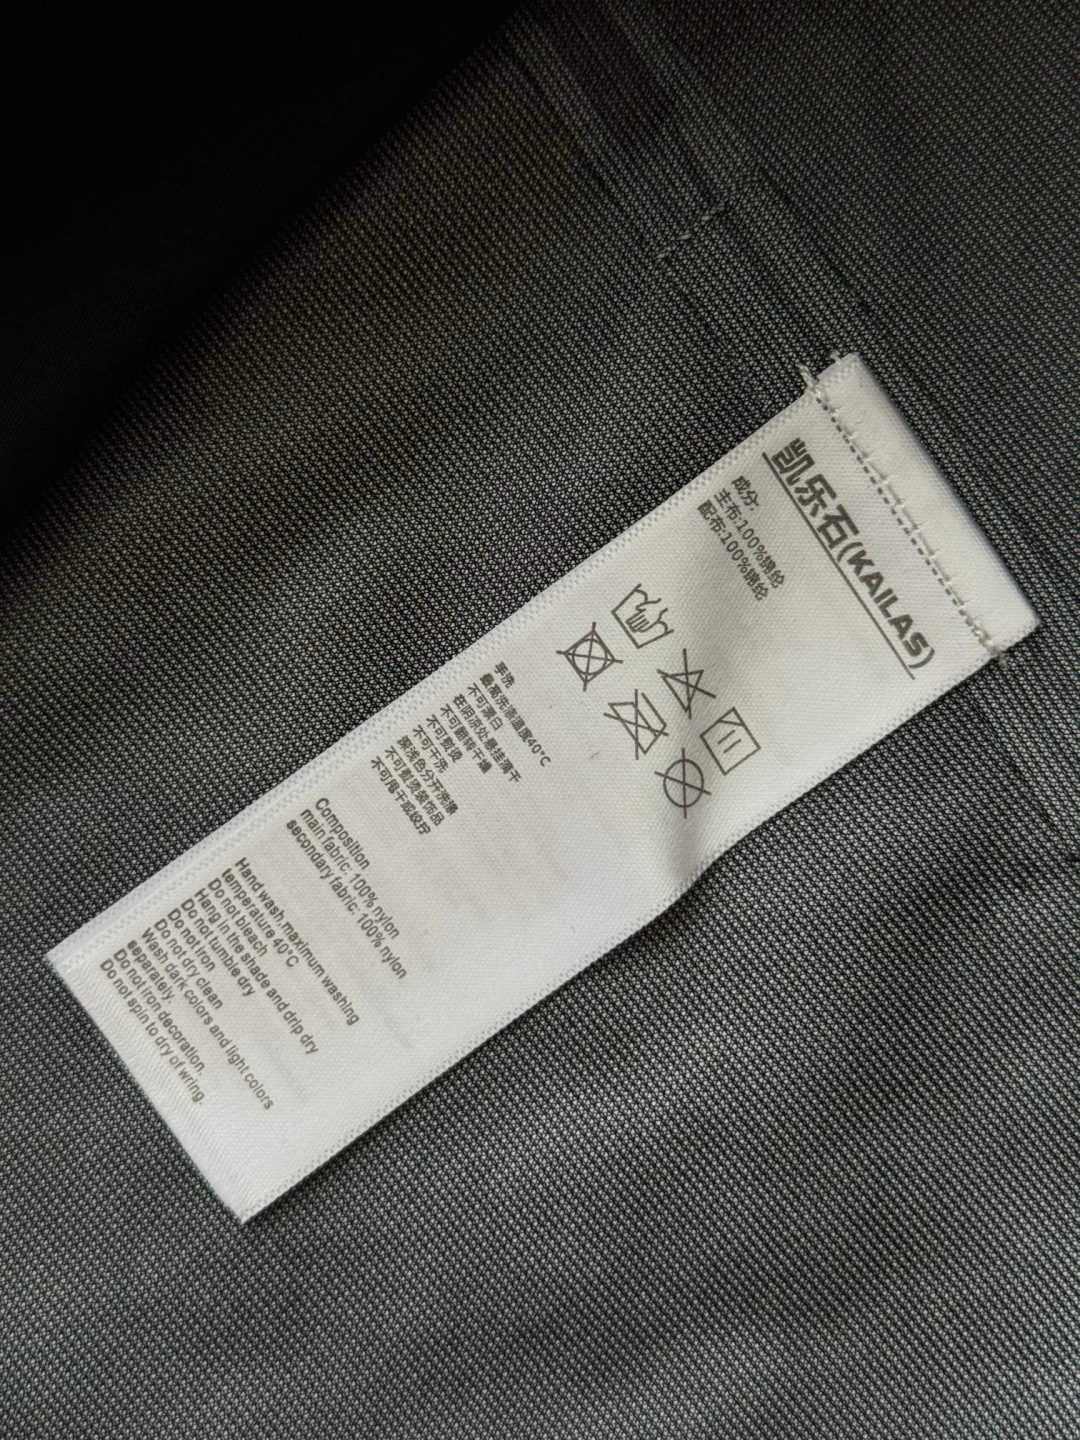 凯乐石(KAILAS)
成分:
主布:100%锦纶
配布:100%锦纶
手洗
最高洗涤温度40°C
不可漂白
在阴凉处悬挂滴干
不可翻转干燥
不可熨烫
不可干洗
深浅色分开洗涤
不可熨烫装饰品
不可甩干或绞拧
Composition
main fabric: 100% nylon
secondary fabric: 100% nylon
Hand wash,maximum washing
temperature 40°C
Do not bleach
Hang in the shade and drip dry
Do not tumble dry
Do not iron
Do not dry clean
Wash dark colors and light colors
separately.
Do not iron decoration.
Do not spin to dry of wring.